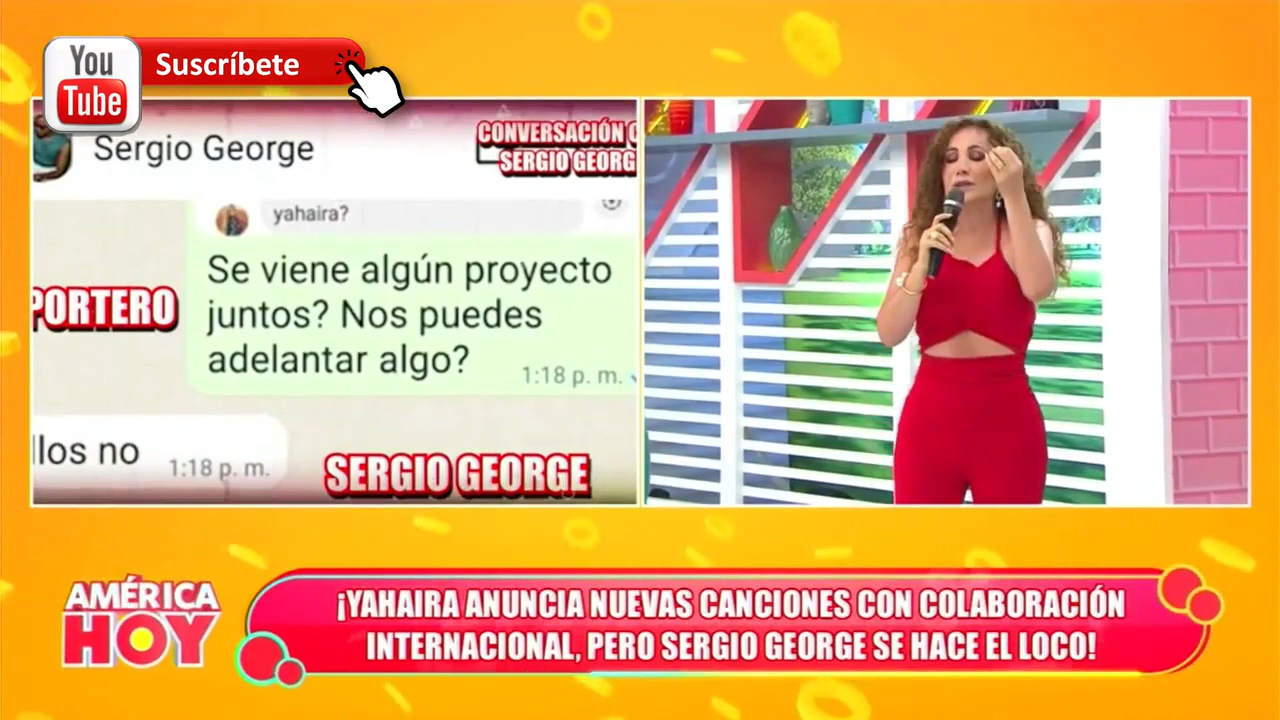 You
Tube
Suscríbete
Sergio George
CONVERSACIÓN
SERGIO GEORG
yahaira?
Se viene algún proyecto
juntos? Nos puedes
adelantar algo?
1:18 p. m.
PORTERO
llos no
1:18 p. m.
SERGIO GEORGE
AMÉRICA
HOY
¡YAHAIRA ANUNCIA NUEVAS CANCIONES CON COLABORACIÓN
INTERNACIONAL, PERO SERGIO GEORGE SE HACE EL LOCO!